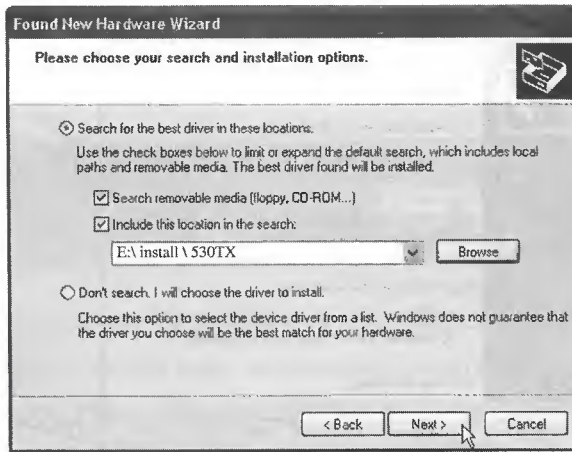 Found New Hardware Wizard
Please choose your search and installation options.
Search for the best driver in these locations.
Use the check boxes below to limit or expand the default search, which includes local
paths and removable media. The best driver found will be installed.
Search removable media (floppy, CD-ROM...)
Include this location in the search:
E:\ install \ 530TX
Browse
Don't search. I will choose the driver to install.
Choose this option to select the device driver from a list. Windows does not guarantee that
the driver you choose will be the best match for your hardware.
< Back
Next >
Cancel